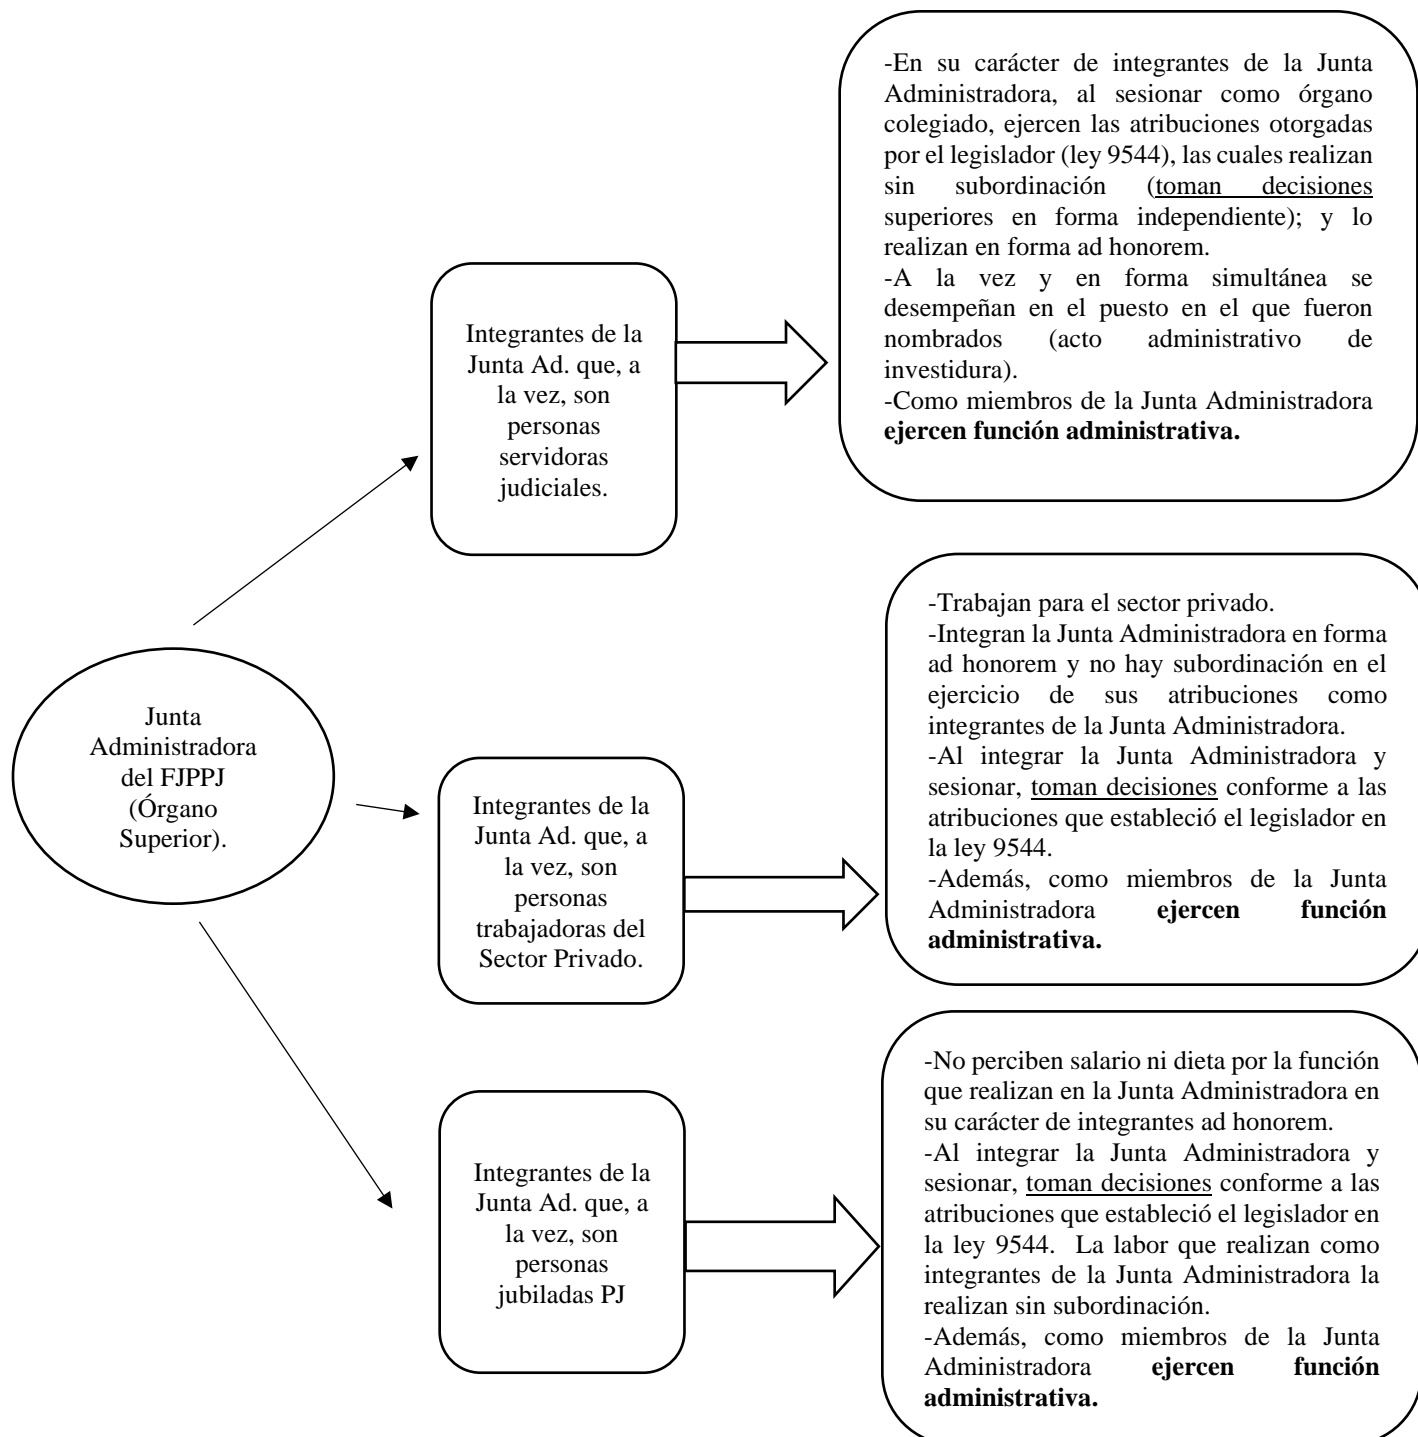 Junta
Administradora
del FJPPJ
(Órgano
Superior).
Integrantes de la
Junta Ad. que, a
la vez, son
personas
servidoras
judiciales.
-En su carácter de integrantes de la Junta
Administradora, al sesionar como órgano
colegiado, ejercen las atribuciones otorgadas
por el legislador (ley 9544), las cuales realizan
sin subordinación (toman decisiones
superiores en forma independiente); y lo
realizan en forma ad honorem.
-A la vez y en forma simultánea se
desempeñan en el puesto en el que fueron
nombrados (acto administrativo de
investidura).
-Como miembros de la Junta Administradora
ejercen función administrativa.
Integrantes de la
Junta Ad. que, a
la vez, son
personas
trabajadoras del
Sector Privado.
-Trabajan para el sector privado.
-Integran la Junta Administradora en forma
ad honorem y no hay subordinación en el
ejercicio de sus atribuciones como
integrantes de la Junta Administradora.
-Al integrar la Junta Administradora y
sesionar, toman decisiones conforme a las
atribuciones que estableció el legislador en
la ley 9544.
-Además, como miembros de la Junta
Administradora ejercen función
administrativa.
Integrantes de la
Junta Ad. que, a
la vez, son
personas
jubiladas PJ
-No perciben salario ni dieta por la función
que realizan en la Junta Administradora en
su carácter de integrantes ad honorem.
-Al integrar la Junta Administradora y
sesionar, toman decisiones conforme a las
atribuciones que estableció el legislador en
la ley 9544. La labor que realizan como
integrantes de la Junta Administradora la
realizan sin subordinación.
-Además, como miembros de la Junta
Administradora ejercen función
administrativa.